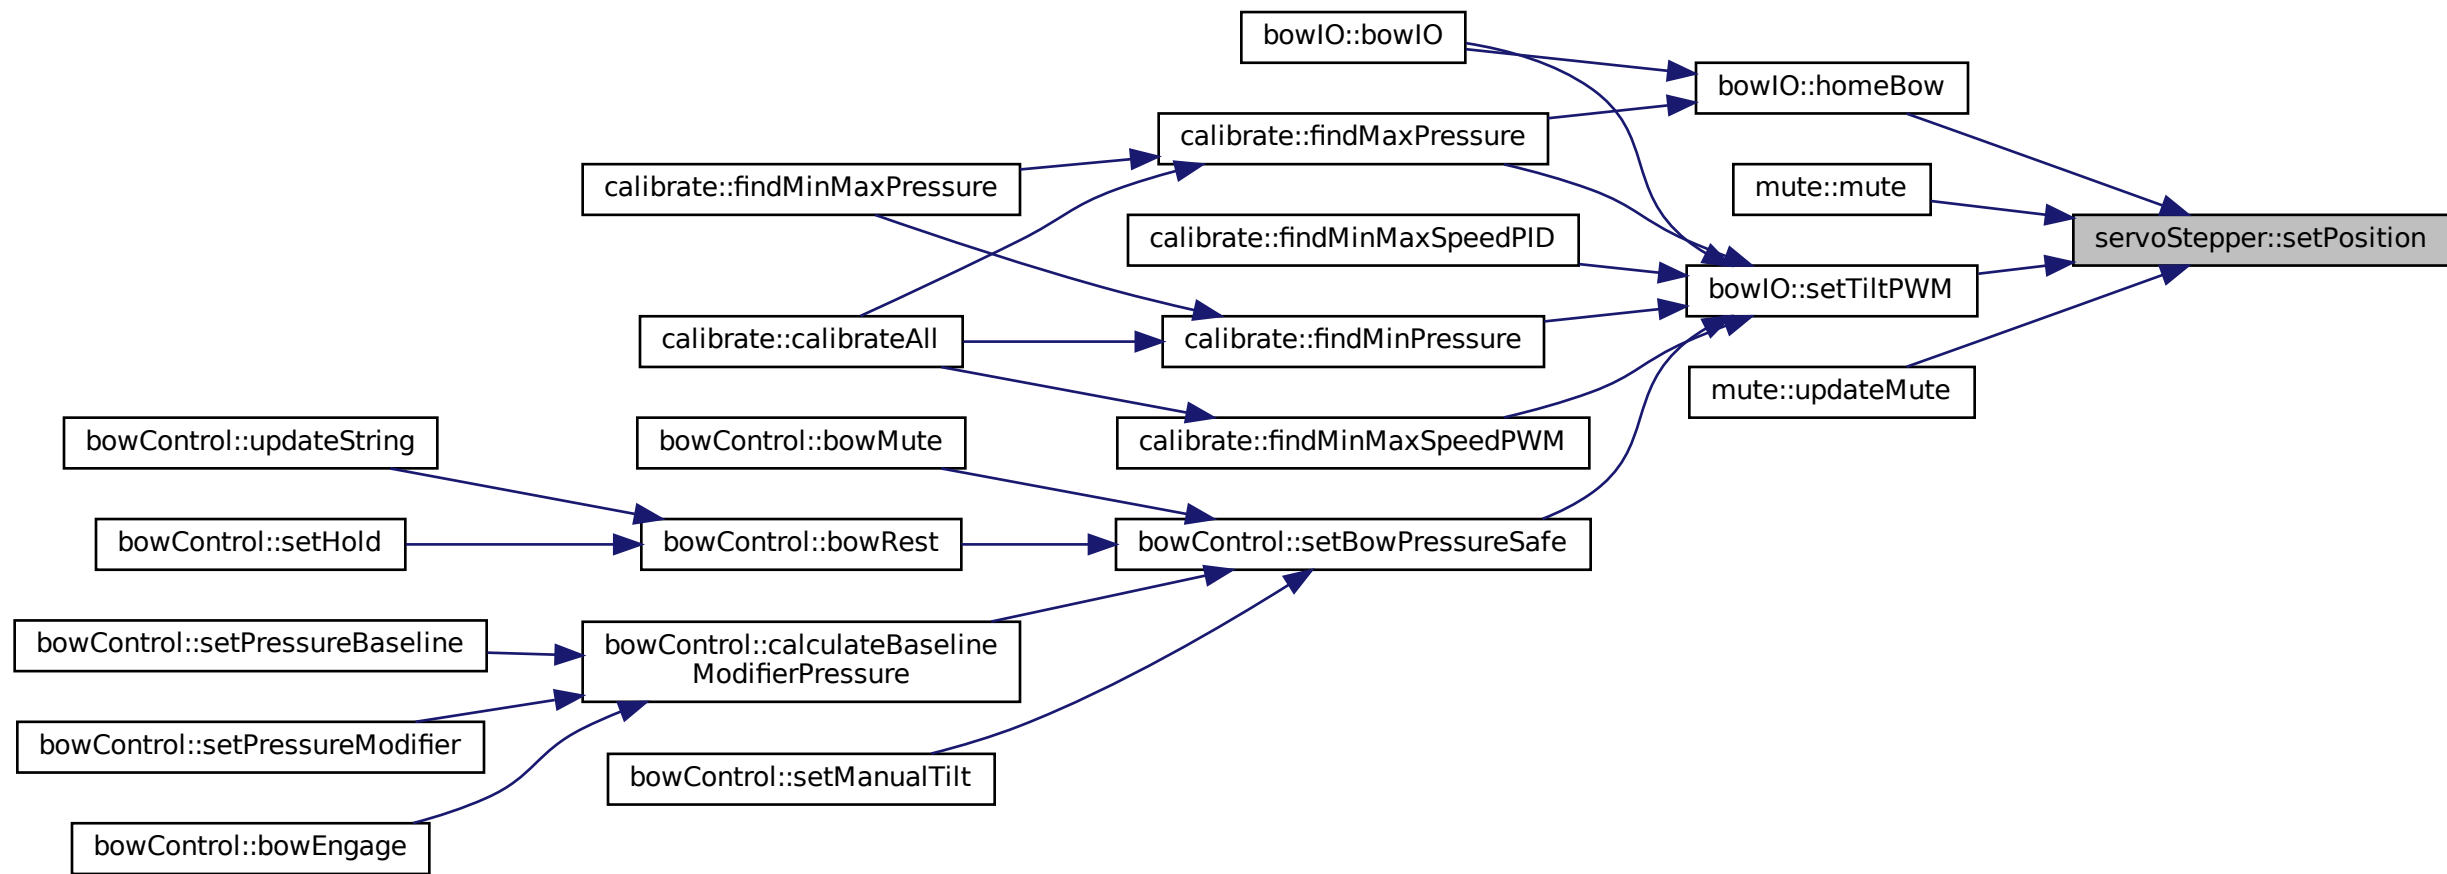 bowIO::bowIO
bowIO::homeBow
calibrate::findMaxPressure
calibrate::findMinMaxPressure
mute::mute
servoStepper::setPosition
calibrate::findMinMaxSpeedPID
bowIO::setTiltPWM
calibrate::calibrateAll
calibrate::findMinPressure
mute::updateMute
bowControl::updateString
bowControl::bowMute
calibrate::findMinMaxSpeedPWM
bowControl::setHold
bowControl::bowRest
bowControl::setBowPressureSafe
bowControl::setPressureBaseline
bowControl::calculateBaseline
ModifierPressure
bowControl::setPressureModifier
bowControl::setManualTilt
bowControl::bowEngage